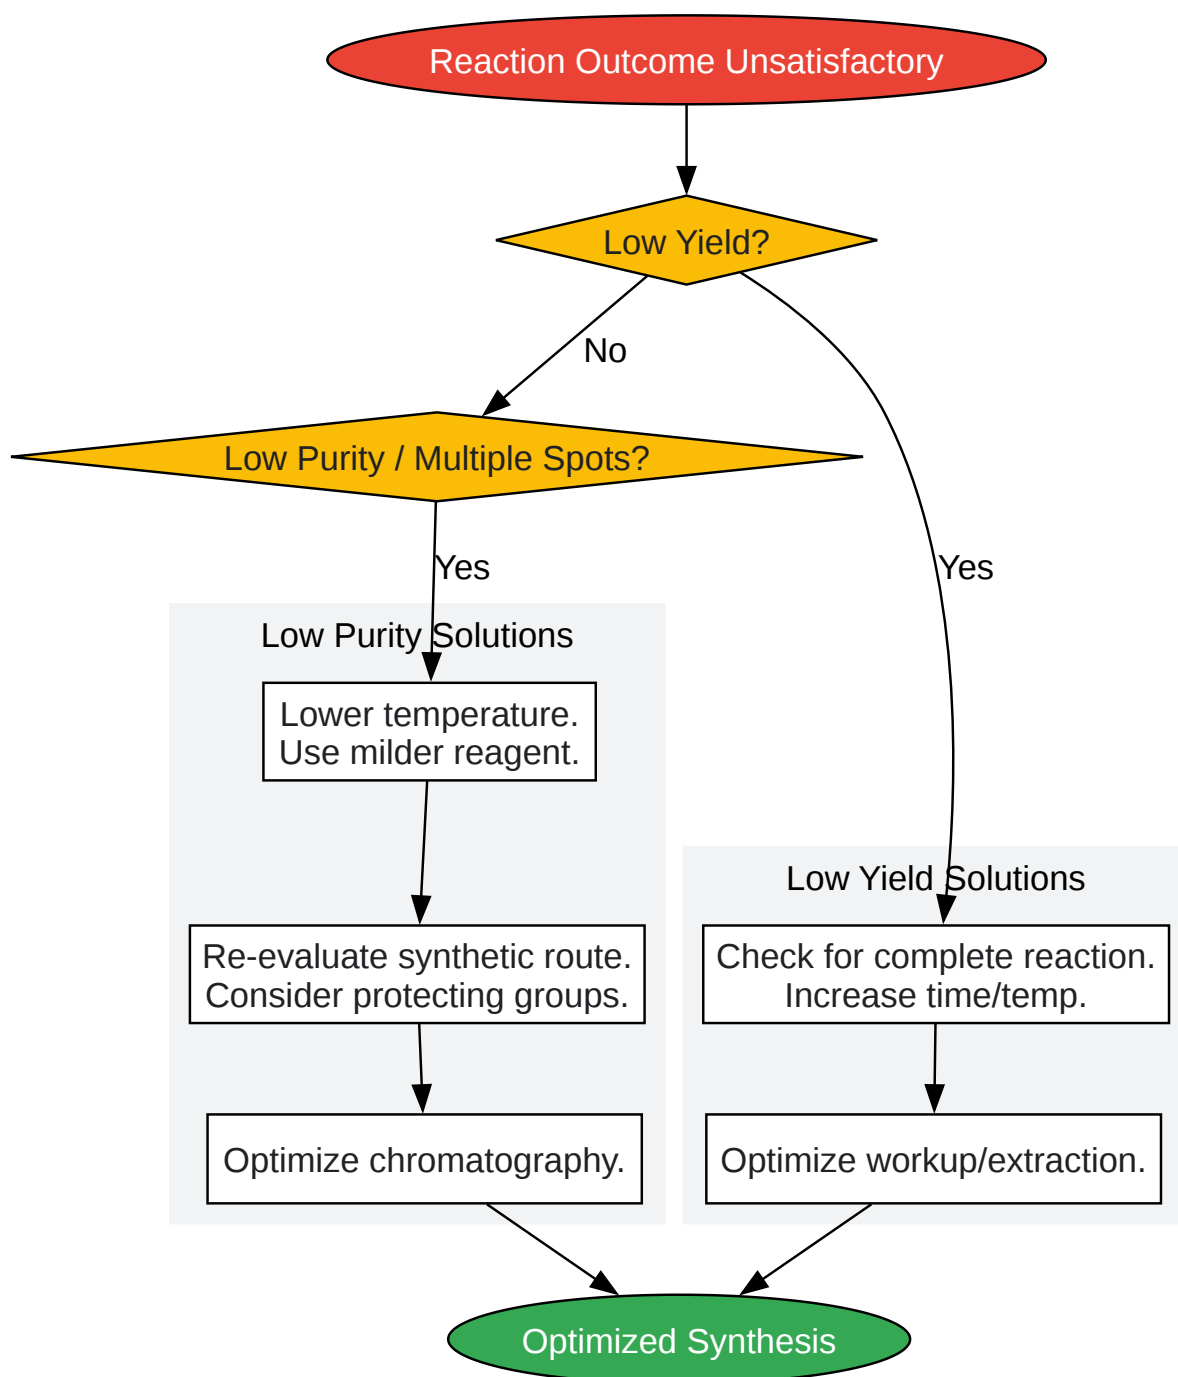 Reaction Outcome Unsatisfactory
Low Yield?
No
Low Purity / Multiple Spots?
Yes
Yes
Low Purity Solutions
Lower temperature.
Use milder reagent.
Low Yield Solutions
Re-evaluate synthetic route.
Consider protecting groups.
Check for complete reaction.
Increase time/temp.
Optimize chromatography.
Optimize workup/extraction.
Optimized Synthesis